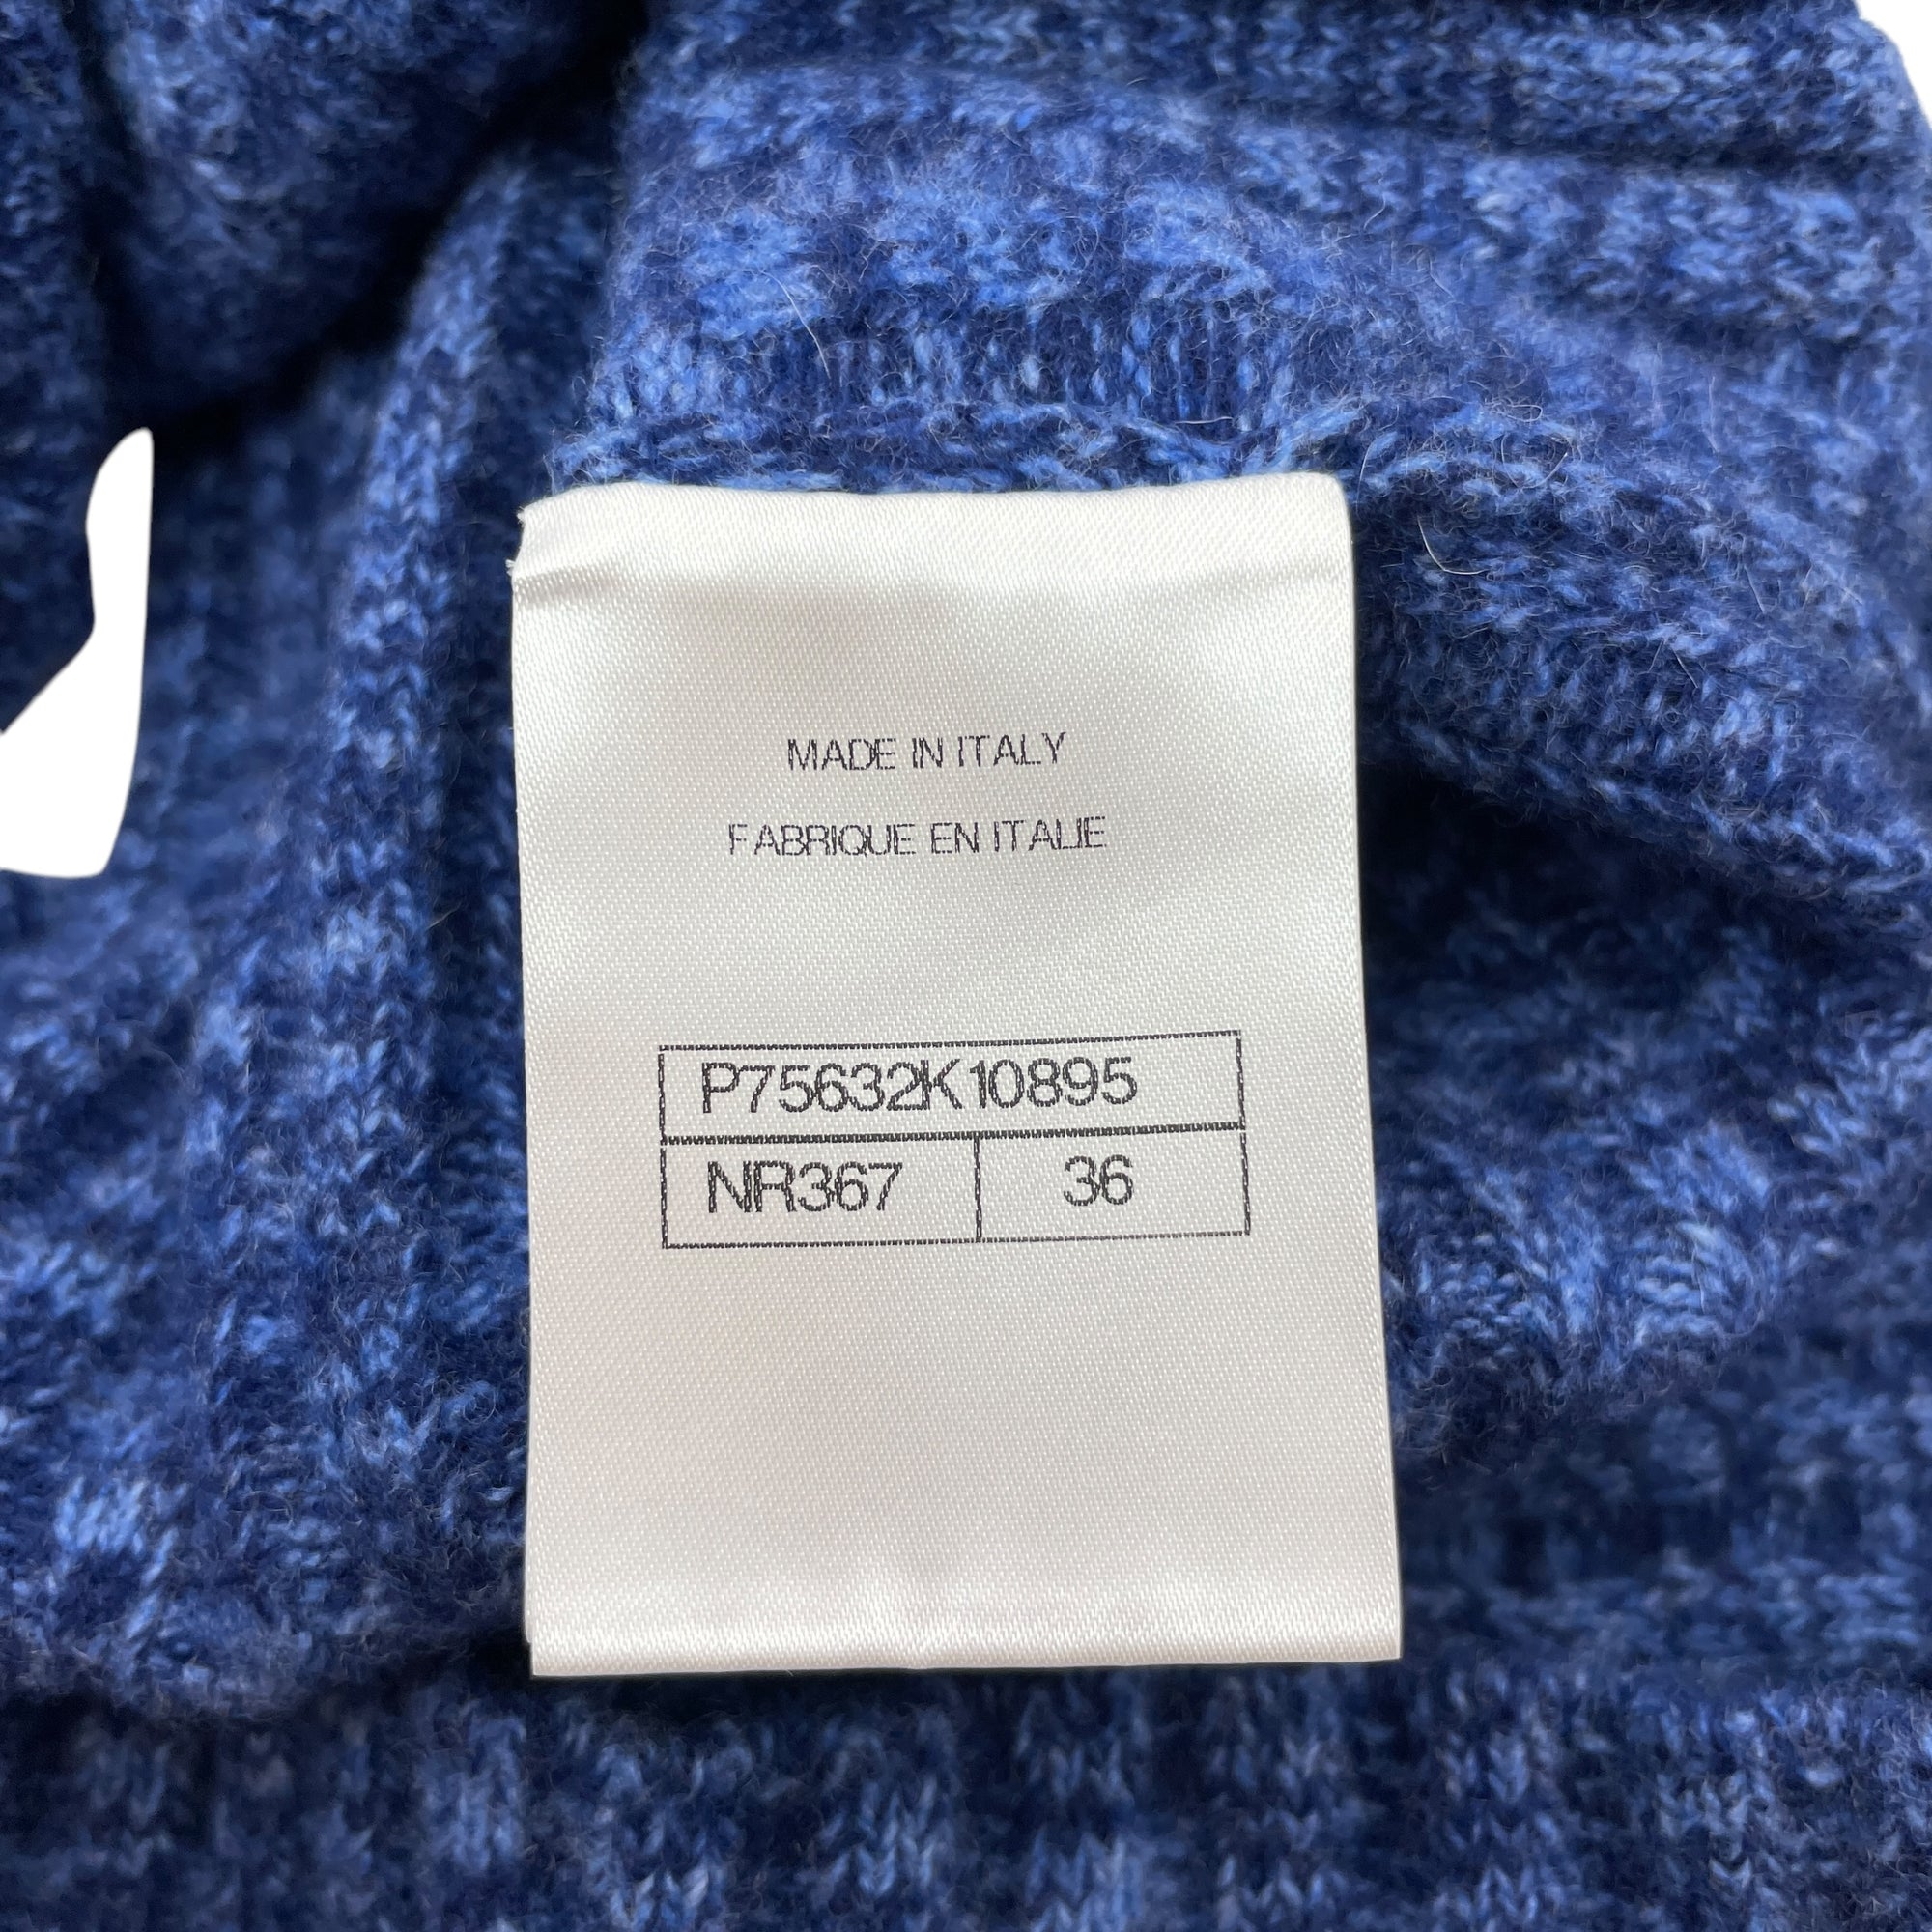 MADE IN ITALY
FABRIQUE EN ITALIE
P75632K10895
NR367 36